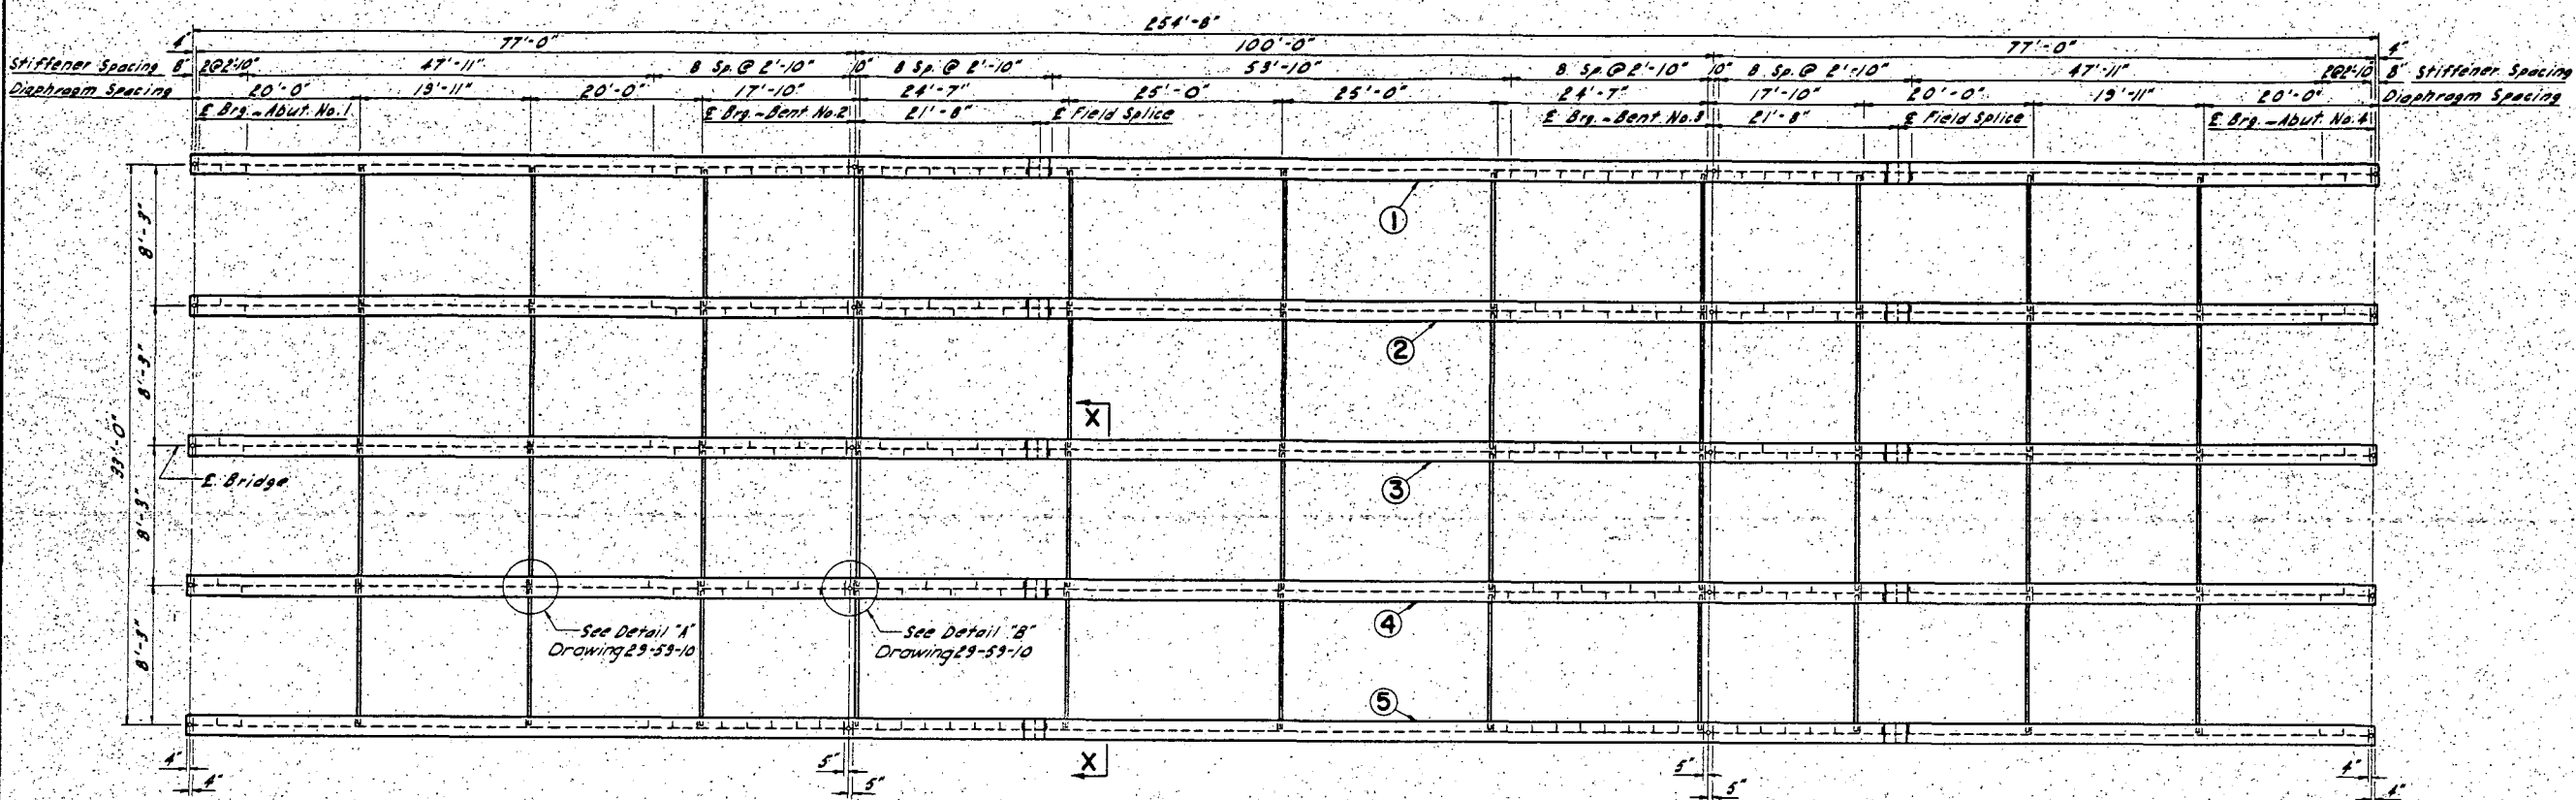 254'-8"
4" 77'-0" 100'-0" 77'-0" 4"
Stiffener Spacing 8" 2@2'-10" 47'-11" 8 Sp. @ 2'-10" 10" 8 Sp. @ 2'-10" 53'-10" 8 Sp. @ 2'-10" 10" 8 Sp. @ 2'-10" 47'-11" 2@2'-10 8" Stiffener Spacing
Diaphragm Spacing 20'-0" 19'-11" 20'-0" 17'-10" 24'-7" 25'-0" 25'-0" 24'-7" 17'-10" 20'-0" 19'-11" 20'-0" Diaphragm Spacing
℄ Brg.-Abut. No.1 ℄ Brg.-Bent No.2 21'-8" ℄ Field Splice ℄ Brg.-Bent No.3 21'-8" ℄ Field Splice ℄ Brg.-Abut. No.4
8'-3"
1
8'-3"
2
X
33'-0"
℄ Bridge
3
8'-3"
See Detail "A"
Drawing 29-59-10
See Detail "B"
Drawing 29-59-10
4
8'-3"
5
X
4" 5" 5" 4"
4" 5" 5" 4"